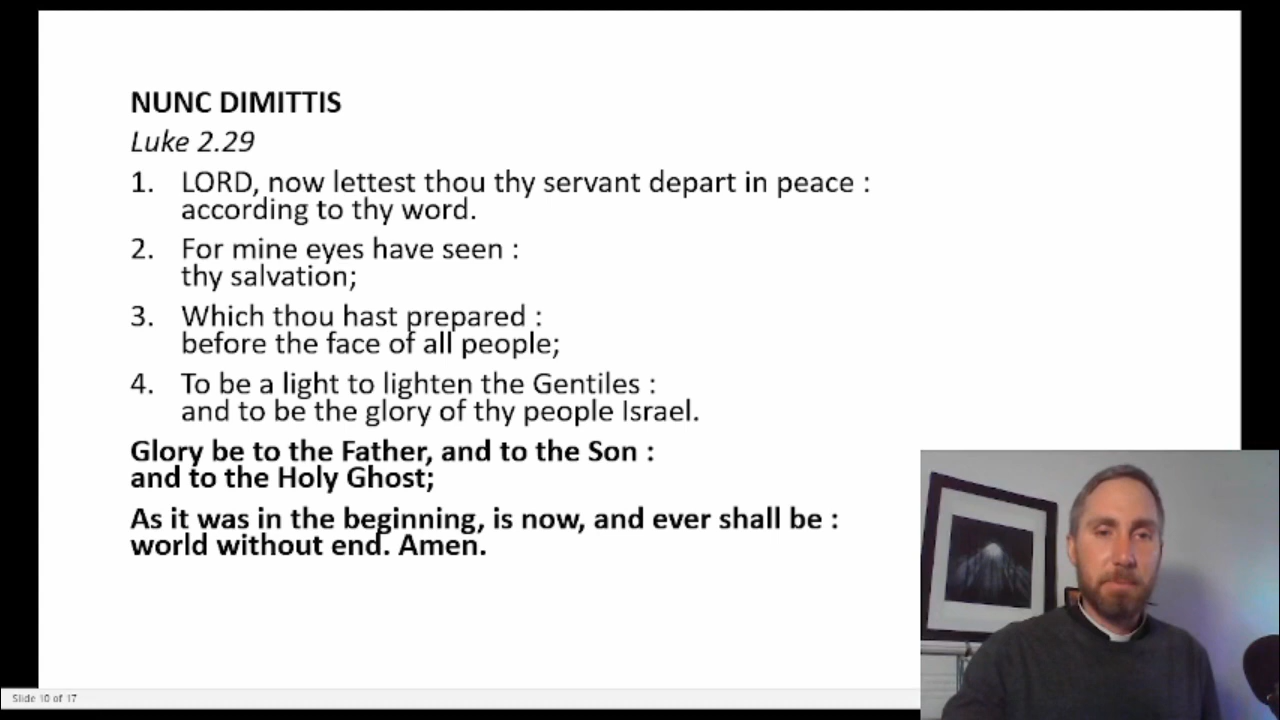 NUNC DIMITTIS
Luke 2.29
1. LORD, now lettest thou thy servant depart in peace :
according to thy word.
2. For mine eyes have seen :
thy salvation;
3. Which thou hast prepared :
before the face of all people;
4. To be a light to lighten the Gentiles :
and to be the glory of thy people Israel.
Glory be to the Father, and to the Son :
and to the Holy Ghost;
As it was in the beginning, is now, and ever shall be :
world without end. Amen.
Slide 10 of 17